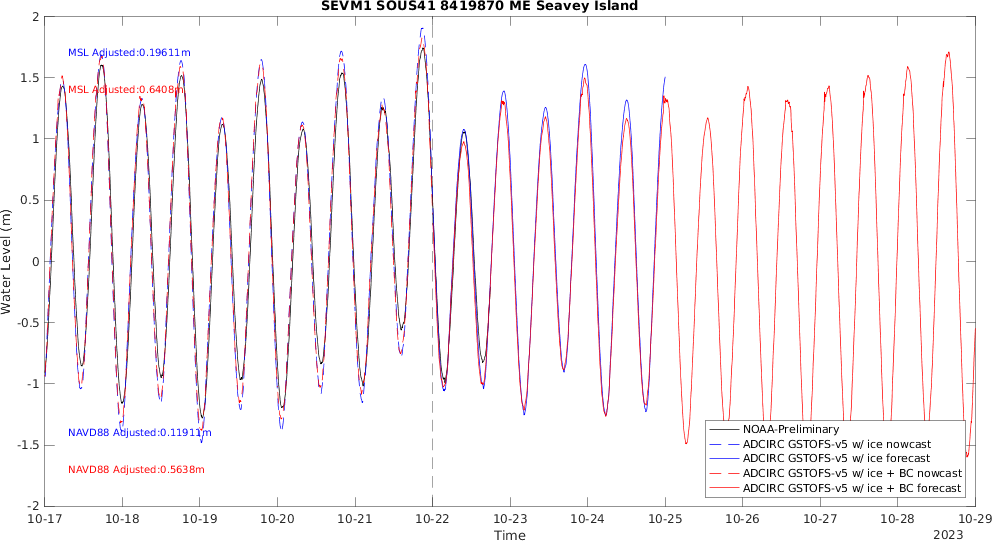 SEVM1 SOUS41 8419870 ME Seavey Island
2
1.5
1
0.5
0
-0.5
-1
-1.5
-2
Water Level (m)
MSL Adjusted:0.19611m
MSL Adjusted:0.6408m
NAVD88 Adjusted:0.11911m
NAVD88 Adjusted:0.5638m
NOAA-Preliminary
ADCIRC GSTOFS-v5 w/ ice nowcast
ADCIRC GSTOFS-v5 w/ ice forecast
ADCIRC GSTOFS-v5 w/ ice + BC nowcast
ADCIRC GSTOFS-v5 w/ ice + BC forecast
10-17 10-18 10-19 10-20 10-21 10-22 10-23 10-24 10-25 10-26 10-27 10-28 10-29
Time
2023